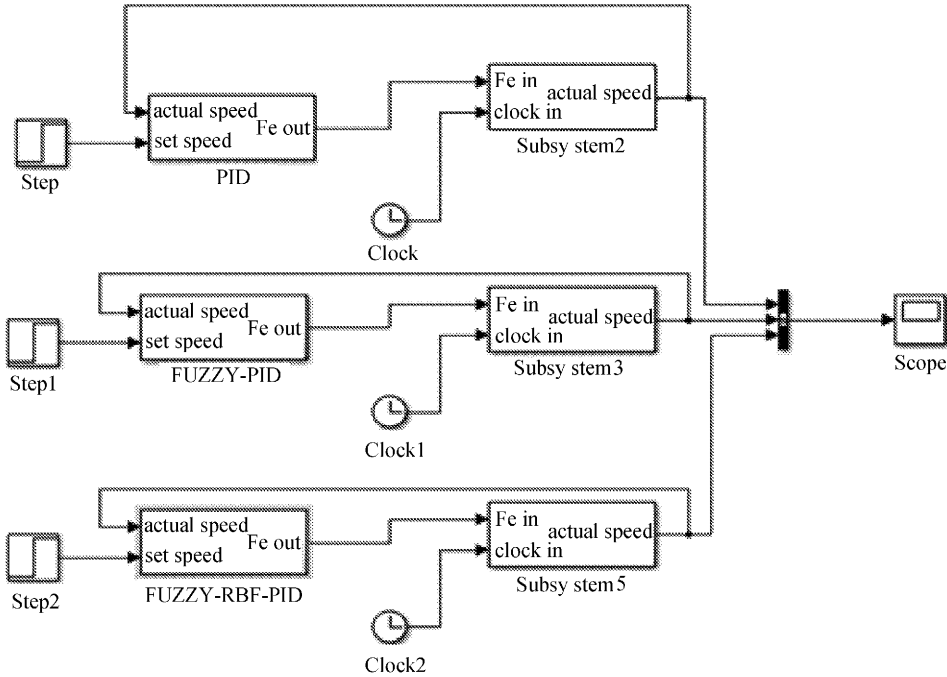 actual speed
set speed
Fe out
PID
Step
Fe in
clock in
actual speed
Subsy stem2
Clock
actual speed
set speed
Fe out
FUZZY-PID
Step1
Fe in
clock in
actual speed
Subsy stem3
Clock1
Scope
actual speed
set speed
Fe out
FUZZY-RBF-PID
Step2
Fe in
clock in
actual speed
Subsy stem5
Clock2